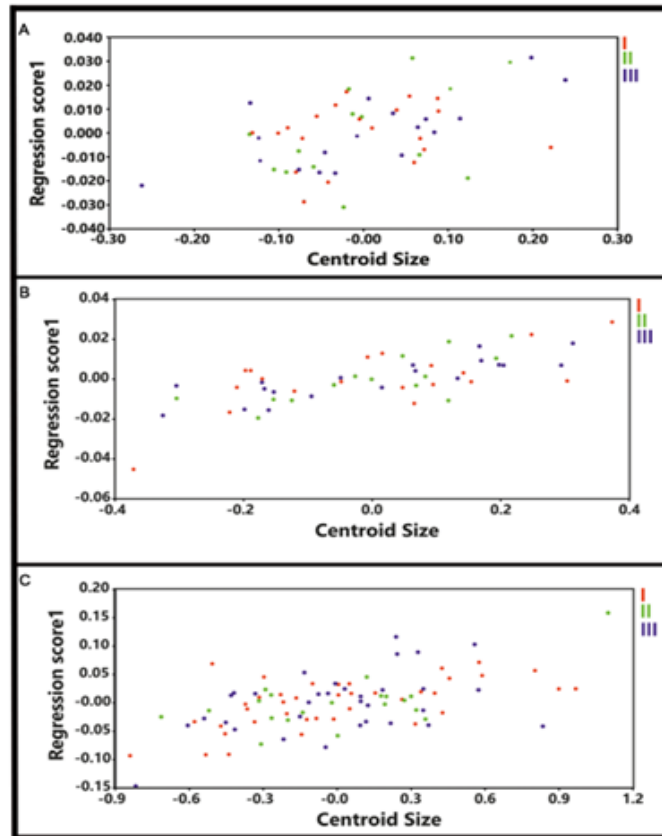 A
I
II
III
Regression score1
0.040
0.030
0.020
0.010
0.000
-0.010
-0.020
-0.030
-0.040
-0.30
-0.20
-0.10
-0.00
0.10
0.20
0.30
Centroid Size
B
I
II
III
Regression score1
0.04
0.02
0.00
-0.02
-0.04
-0.06
-0.4
-0.2
0.0
0.2
0.4
Centroid Size
C
I
II
III
Regression score1
0.20
0.15
0.10
0.05
-0.00
-0.05
-0.10
-0.15
-0.9
-0.6
-0.3
-0.0
0.3
0.6
0.9
1.2
Centroid Size